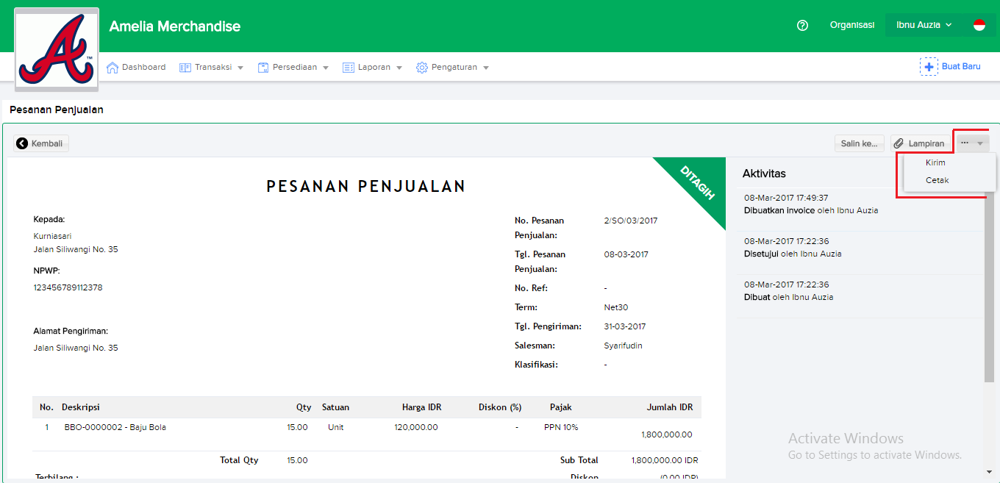 Amelia Merchandise
Organisasi
Ibnu Auzia
A
TM
Dashboard
Transaksi
Persediaan
Laporan
Pengaturan
Buat Baru
Pesanan Penjualan
Kembali
Salin ke...
Lampiran
...
Kirim
Cetak
PESANAN PENJUALAN
DITAGIH
Kepada:
Kurniasari
Jalan Siliwangi No. 35
NPWP:
123456789112378
Alamat Pengiriman:
Jalan Siliwangi No. 35
No. Pesanan
Penjualan:
2/SO/03/2017
Tgl. Pesanan
Penjualan:
08-03-2017
No. Ref: -
Term: Net30
Tgl. Pengiriman: 31-03-2017
Salesman: Syarifudin
Klasifikasi: -
Aktivitas
08-Mar-2017 17:49:37
Dibuatkan invoice oleh Ibnu Auzia
08-Mar-2017 17:22:36
Disetujui oleh Ibnu Auzia
08-Mar-2017 17:22:36
Dibuat oleh Ibnu Auzia
No. Deskripsi Qty Satuan Harga IDR Diskon (%) Pajak Jumlah IDR
1 BBO-0000002 - Baju Bola 15.00 Unit 120,000.00 - PPN 10% 1,800,000.00
Total Qty 15.00 Sub Total 1,800,000.00 IDR
Terbilang : Diskon (0.00 IDR)
Activate Windows
Go to Settings to activate Windows.